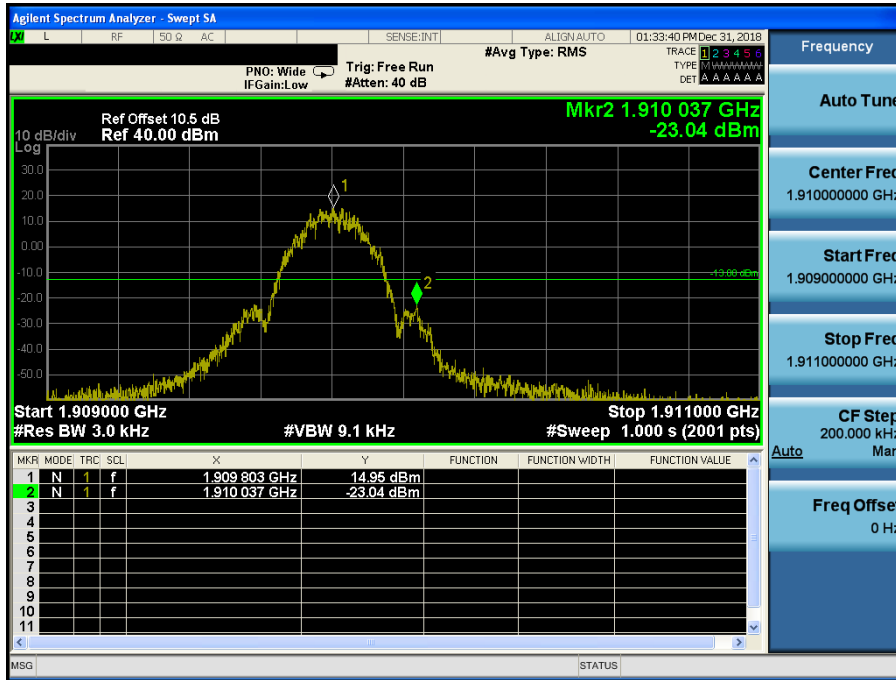 Agilent Spectrum Analyzer - Swept SA
LXI L RF 50 Ω AC SENSE:INT ALIGN AUTO 01:33:40 PM Dec 31, 2018
#Avg Type: RMS
TRACE 1 2 3 4 5 6
TYPE M
DET A A A A A A
PNO: Wide
IFGain:Low
Trig: Free Run
#Atten: 40 dB
Mkr2 1.910 037 GHz
-23.04 dBm
Ref Offset 10.5 dB
Ref 40.00 dBm
10 dB/div
Log
30.0
20.0
10.0
0.00
-10.0
-20.0
-30.0
-40.0
-50.0
1
2
-13.00 dBm
Start 1.909000 GHz
Stop 1.911000 GHz
#Res BW 3.0 kHz
#VBW 9.1 kHz
#Sweep 1.000 s (2001 pts)
MKR MODE TRC SCL X Y FUNCTION FUNCTION WIDTH FUNCTION VALUE
1 N 1 f 1.909 803 GHz 14.95 dBm
2 N 1 f 1.910 037 GHz -23.04 dBm
3
4
5
6
7
8
9
10
11
MSG
STATUS
Frequency
Auto Tune
Center Freq
1.910000000 GHz
Start Freq
1.909000000 GHz
Stop Freq
1.911000000 GHz
CF Step
200.000 kHz
Auto Man
Freq Offset
0 Hz